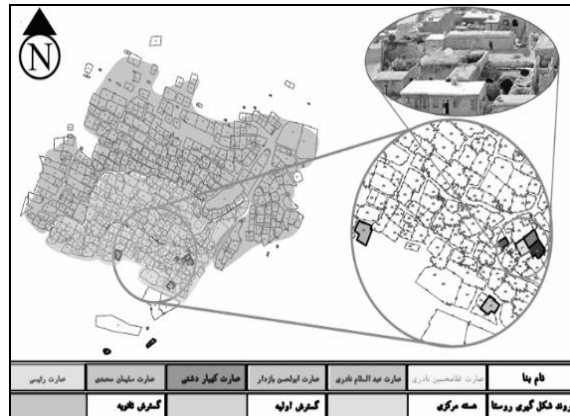 N
نام بنا عمارت غلامحسین نادری عمارت عبدالسلام نادری عمارت ابوالحسن بازدار عمارت کیبار دشتی عمارت سلیمان محمدی عمارت رئیسی
روند شکل گیری روستا هسته مرکزی گسترش اولیه گسترش ثانویه